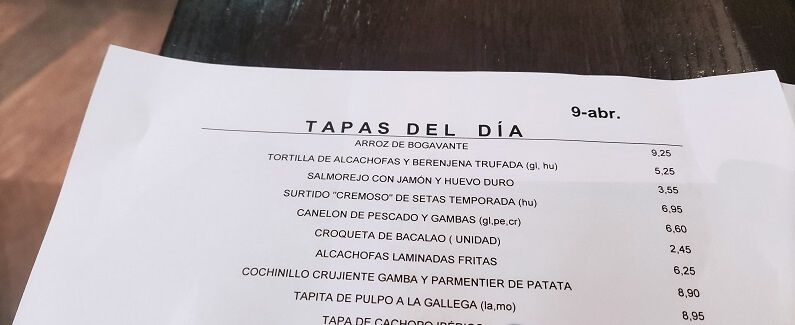 9-abr.
TAPAS DEL DÍA
ARROZ DE BOGAVANTE 9,25
TORTILLA DE ALCACHOFAS Y BERENJENA TRUFADA (gl, hu) 5,25
SALMOREJO CON JAMÓN Y HUEVO DURO 3,55
SURTIDO "CREMOSO" DE SETAS TEMPORADA (hu) 6,95
CANELON DE PESCADO Y GAMBAS (gl,pe,cr) 6,60
CROQUETA DE BACALAO ( UNIDAD) 2,45
ALCACHOFAS LAMINADAS FRITAS 6,25
COCHINILLO CRUJIENTE GAMBA Y PARMENTIER DE PATATA 8,90
TAPITA DE PULPO A LA GALLEGA (la,mo) 8,95
TAPA DE CACHOPO